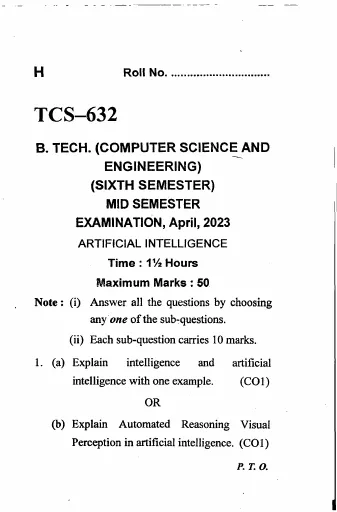 H Roll No. ..............................
TCS–632
B. TECH. (COMPUTER SCIENCE AND
ENGINEERING)
(SIXTH SEMESTER)
MID SEMESTER
EXAMINATION, April, 2023
ARTIFICIAL INTELLIGENCE
Time : 1½ Hours
Maximum Marks : 50
Note : (i) Answer all the questions by choosing
any one of the sub-questions.
(ii) Each sub-question carries 10 marks.
1. (a) Explain intelligence and artificial
intelligence with one example. (CO1)
OR
(b) Explain Automated Reasoning Visual
Perception in artificial intelligence. (CO1)
P. T. O.